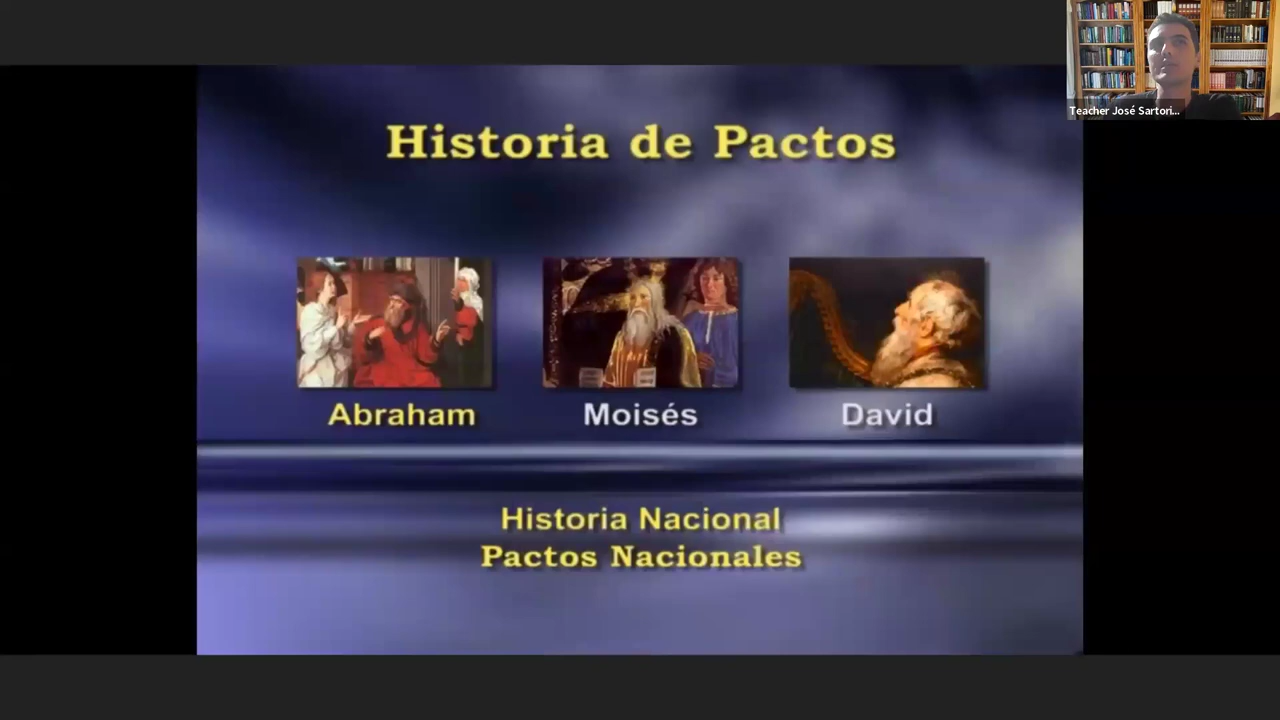 Teacher José Sartori...
Historia de Pactos
Abraham
Moisés
David
Historia Nacional
Pactos Nacionales